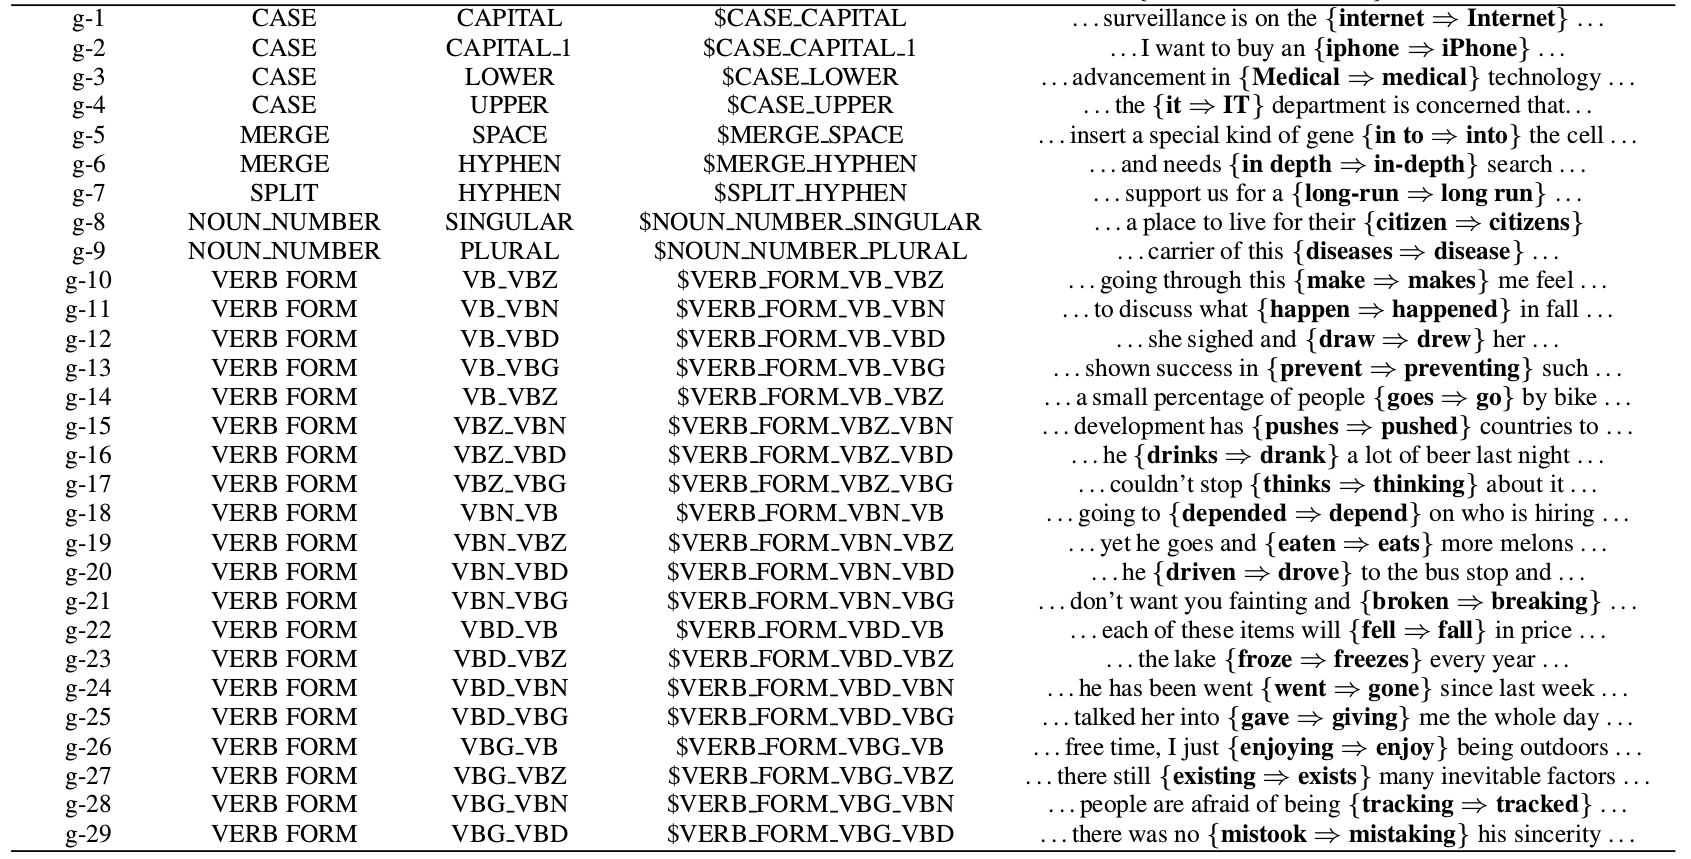 g-1 CASE CAPITAL $CASE_CAPITAL ...surveillance is on the {internet ⇒ Internet} ...
g-2 CASE CAPITAL_1 $CASE_CAPITAL_1 ...I want to buy an {iphone ⇒ iPhone} ...
g-3 CASE LOWER $CASE_LOWER ...advancement in {Medical ⇒ medical} technology ...
g-4 CASE UPPER $CASE_UPPER ...the {it ⇒ IT} department is concerned that...
g-5 MERGE SPACE $MERGE_SPACE ...insert a special kind of gene {in to ⇒ into} the cell ...
g-6 MERGE HYPHEN $MERGE_HYPHEN ...and needs {in depth ⇒ in-depth} search ...
g-7 SPLIT HYPHEN $SPLIT_HYPHEN ...support us for a {long-run ⇒ long run} ...
g-8 NOUN_NUMBER SINGULAR $NOUN_NUMBER_SINGULAR ...a place to live for their {citizen ⇒ citizens}
g-9 NOUN_NUMBER PLURAL $NOUN_NUMBER_PLURAL ...carrier of this {diseases ⇒ disease} ...
g-10 VERB FORM VB_VBZ $VERB_FORM_VB_VBZ ...going through this {make ⇒ makes} me feel ...
g-11 VERB FORM VB_VBN $VERB_FORM_VB_VBN ...to discuss what {happen ⇒ happened} in fall ...
g-12 VERB FORM VB_VBD $VERB_FORM_VB_VBD ...she sighed and {draw ⇒ drew} her ...
g-13 VERB FORM VB_VBG $VERB_FORM_VB_VBG ...shown success in {prevent ⇒ preventing} such ...
g-14 VERB FORM VB_VBZ $VERB_FORM_VB_VBZ ...a small percentage of people {goes ⇒ go} by bike ...
g-15 VERB FORM VBZ_VBN $VERB_FORM_VBZ_VBN ...development has {pushes ⇒ pushed} countries to ...
g-16 VERB FORM VBZ_VBD $VERB_FORM_VBZ_VBD ...he {drinks ⇒ drank} a lot of beer last night ...
g-17 VERB FORM VBZ_VBG $VERB_FORM_VBZ_VBG ...couldn't stop {thinks ⇒ thinking} about it ...
g-18 VERB FORM VBN_VB $VERB_FORM_VBN_VB ...going to {depended ⇒ depend} on who is hiring ...
g-19 VERB FORM VBN_VBZ $VERB_FORM_VBN_VBZ ...yet he goes and {eaten ⇒ eats} more melons ...
g-20 VERB FORM VBN_VBD $VERB_FORM_VBN_VBD ...he {driven ⇒ drove} to the bus stop and ...
g-21 VERB FORM VBN_VBG $VERB_FORM_VBN_VBG ...don't want you fainting and {broken ⇒ breaking} ...
g-22 VERB FORM VBD_VB $VERB_FORM_VBD_VB ...each of these items will {fell ⇒ fall} in price ...
g-23 VERB FORM VBD_VBZ $VERB_FORM_VBD_VBZ ...the lake {froze ⇒ freezes} every year ...
g-24 VERB FORM VBD_VBN $VERB_FORM_VBD_VBN ...he has been went {went ⇒ gone} since last week ...
g-25 VERB FORM VBD_VBG $VERB_FORM_VBD_VBG ...talked her into {gave ⇒ giving} me the whole day ...
g-26 VERB FORM VBG_VB $VERB_FORM_VBG_VB ...free time, I just {enjoying ⇒ enjoy} being outdoors ...
g-27 VERB FORM VBG_VBZ $VERB_FORM_VBG_VBZ ...there still {existing ⇒ exists} many inevitable factors ...
g-28 VERB FORM VBG_VBN $VERB_FORM_VBG_VBN ...people are afraid of being {tracking ⇒ tracked} ...
g-29 VERB FORM VBG_VBD $VERB_FORM_VBG_VBD ...there was no {mistook ⇒ mistaking} his sincerity ...